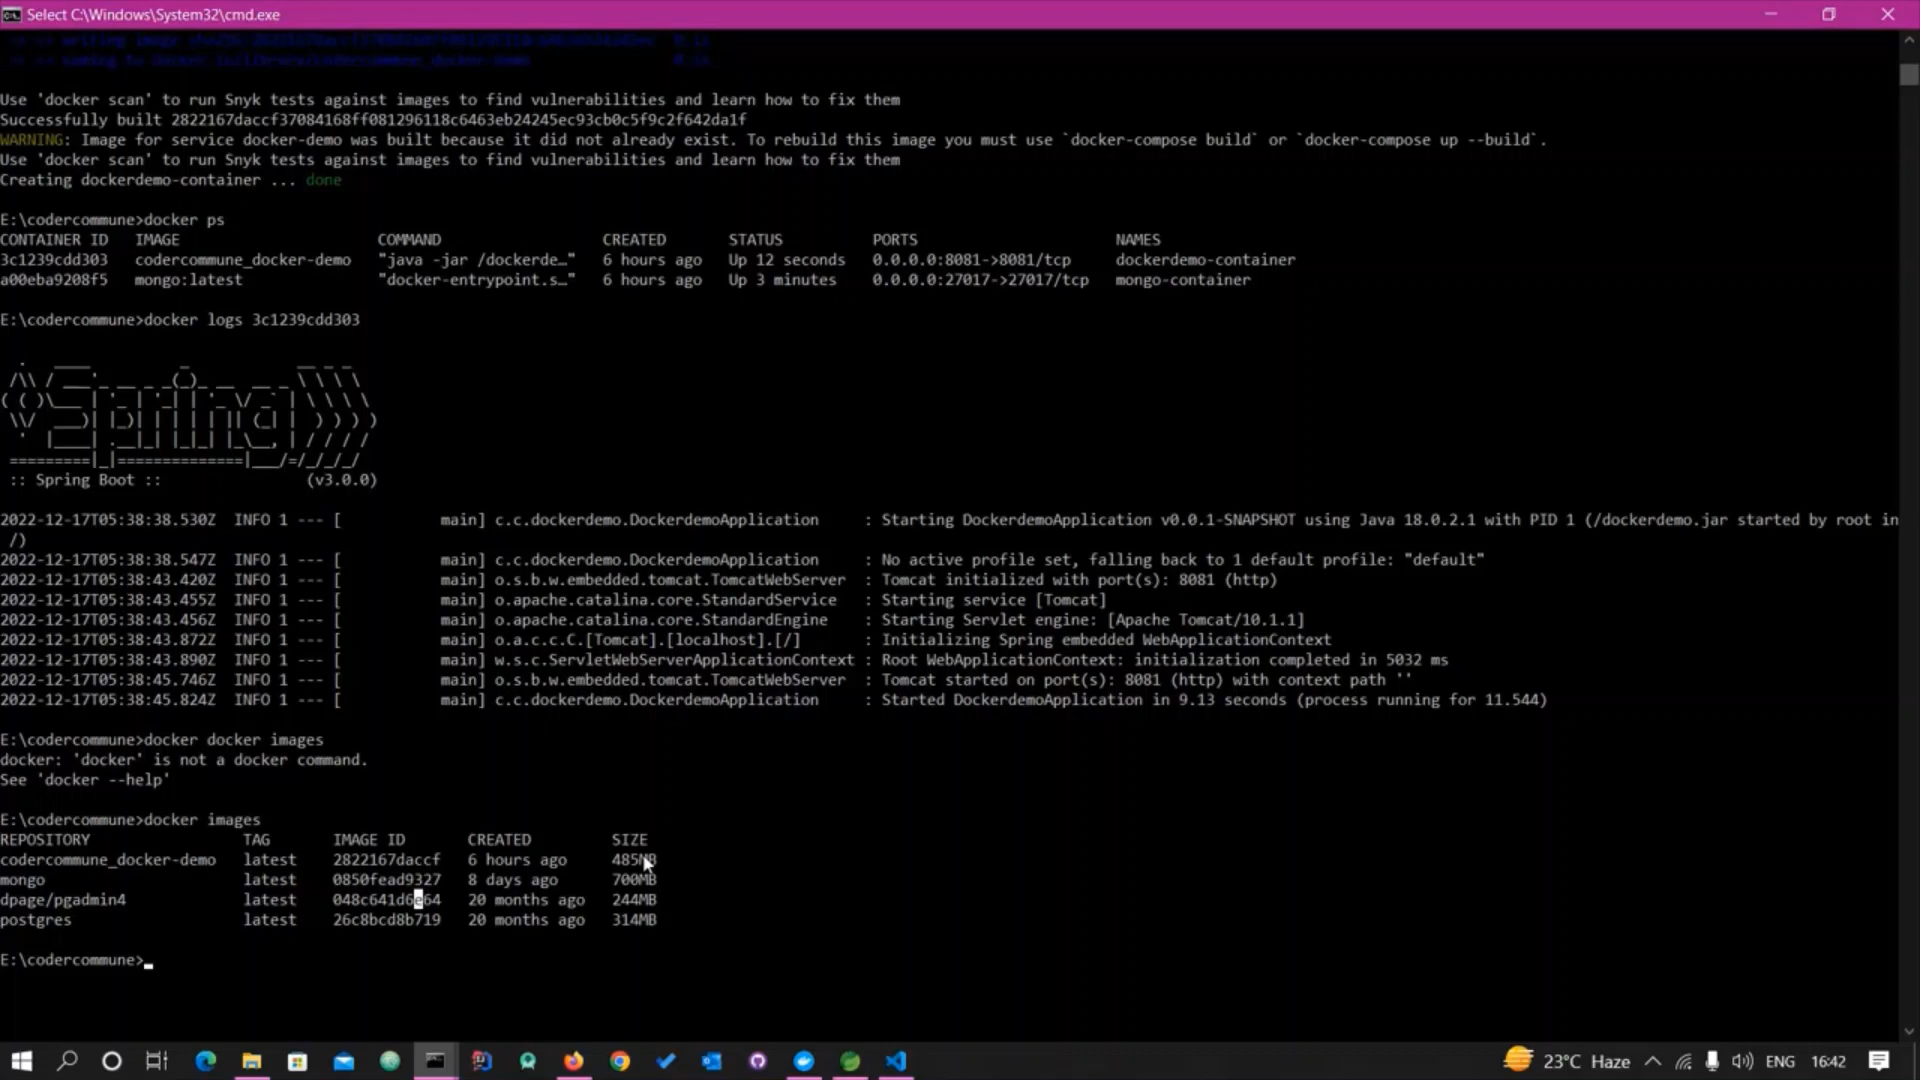 Select C:\Windows\System32\cmd.exe
Use 'docker scan' to run Snyk tests against images to find vulnerabilities and learn how to fix them
Successfully built 2822167daccf37084168ff081296118c6463eb24245ec93cb0c5f9c2f642da1f
WARNING: Image for service docker-demo was built because it did not already exist. To rebuild this image you must use `docker-compose build` or `docker-compose up --build`.
Use 'docker scan' to run Snyk tests against images to find vulnerabilities and learn how to fix them
Creating dockerdemo-container ... done
E:\codercommune>docker ps
CONTAINER ID   IMAGE                      COMMAND                  CREATED       STATUS          PORTS                      NAMES
3c1239cdd303   codercommune_docker-demo   "java -jar /dockerde…"   6 hours ago   Up 12 seconds   0.0.0.0:8081->8081/tcp     dockerdemo-container
a00eba9208f5   mongo:latest               "docker-entrypoint.s…"   6 hours ago   Up 3 minutes    0.0.0.0:27017->27017/tcp   mongo-container
E:\codercommune>docker logs 3c1239cdd303
Spring
:: Spring Boot ::                (v3.0.0)
2022-12-17T05:38:38.530Z  INFO 1 --- [           main] c.c.dockerdemo.DockerdemoApplication     : Starting DockerdemoApplication v0.0.1-SNAPSHOT using Java 18.0.2.1 with PID 1 (/dockerdemo.jar started by root in
/)
2022-12-17T05:38:38.547Z  INFO 1 --- [           main] c.c.dockerdemo.DockerdemoApplication     : No active profile set, falling back to 1 default profile: "default"
2022-12-17T05:38:43.420Z  INFO 1 --- [           main] o.s.b.w.embedded.tomcat.TomcatWebServer  : Tomcat initialized with port(s): 8081 (http)
2022-12-17T05:38:43.455Z  INFO 1 --- [           main] o.apache.catalina.core.StandardService   : Starting service [Tomcat]
2022-12-17T05:38:43.456Z  INFO 1 --- [           main] o.apache.catalina.core.StandardEngine    : Starting Servlet engine: [Apache Tomcat/10.1.1]
2022-12-17T05:38:43.872Z  INFO 1 --- [           main] o.a.c.c.C.[Tomcat].[localhost].[/]       : Initializing Spring embedded WebApplicationContext
2022-12-17T05:38:43.890Z  INFO 1 --- [           main] w.s.c.ServletWebServerApplicationContext : Root WebApplicationContext: initialization completed in 5032 ms
2022-12-17T05:38:45.746Z  INFO 1 --- [           main] o.s.b.w.embedded.tomcat.TomcatWebServer  : Tomcat started on port(s): 8081 (http) with context path ''
2022-12-17T05:38:45.824Z  INFO 1 --- [           main] c.c.dockerdemo.DockerdemoApplication     : Started DockerdemoApplication in 9.13 seconds (process running for 11.544)
E:\codercommune>docker docker images
docker: 'docker' is not a docker command.
See 'docker --help'
E:\codercommune>docker images
REPOSITORY                 TAG       IMAGE ID       CREATED         SIZE
codercommune_docker-demo   latest    2822167daccf   6 hours ago     485MB
mongo                      latest    0850fead9327   8 days ago      700MB
dpage/pgadmin4             latest    048c641d6e64   20 months ago   244MB
postgres                   latest    26c8bcd8b719   20 months ago   314MB
E:\codercommune>
23°C Haze ENG 16:42